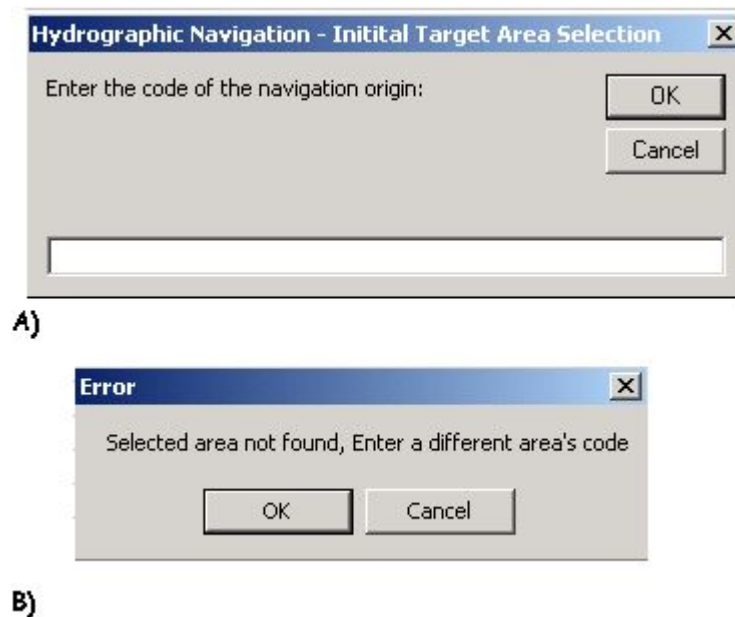 Hydrographic Navigation - Initital Target Area Selection
Enter the code of the navigation origin:
OK
Cancel
A)
Error
Selected area not found, Enter a different area's code
OK Cancel
B)